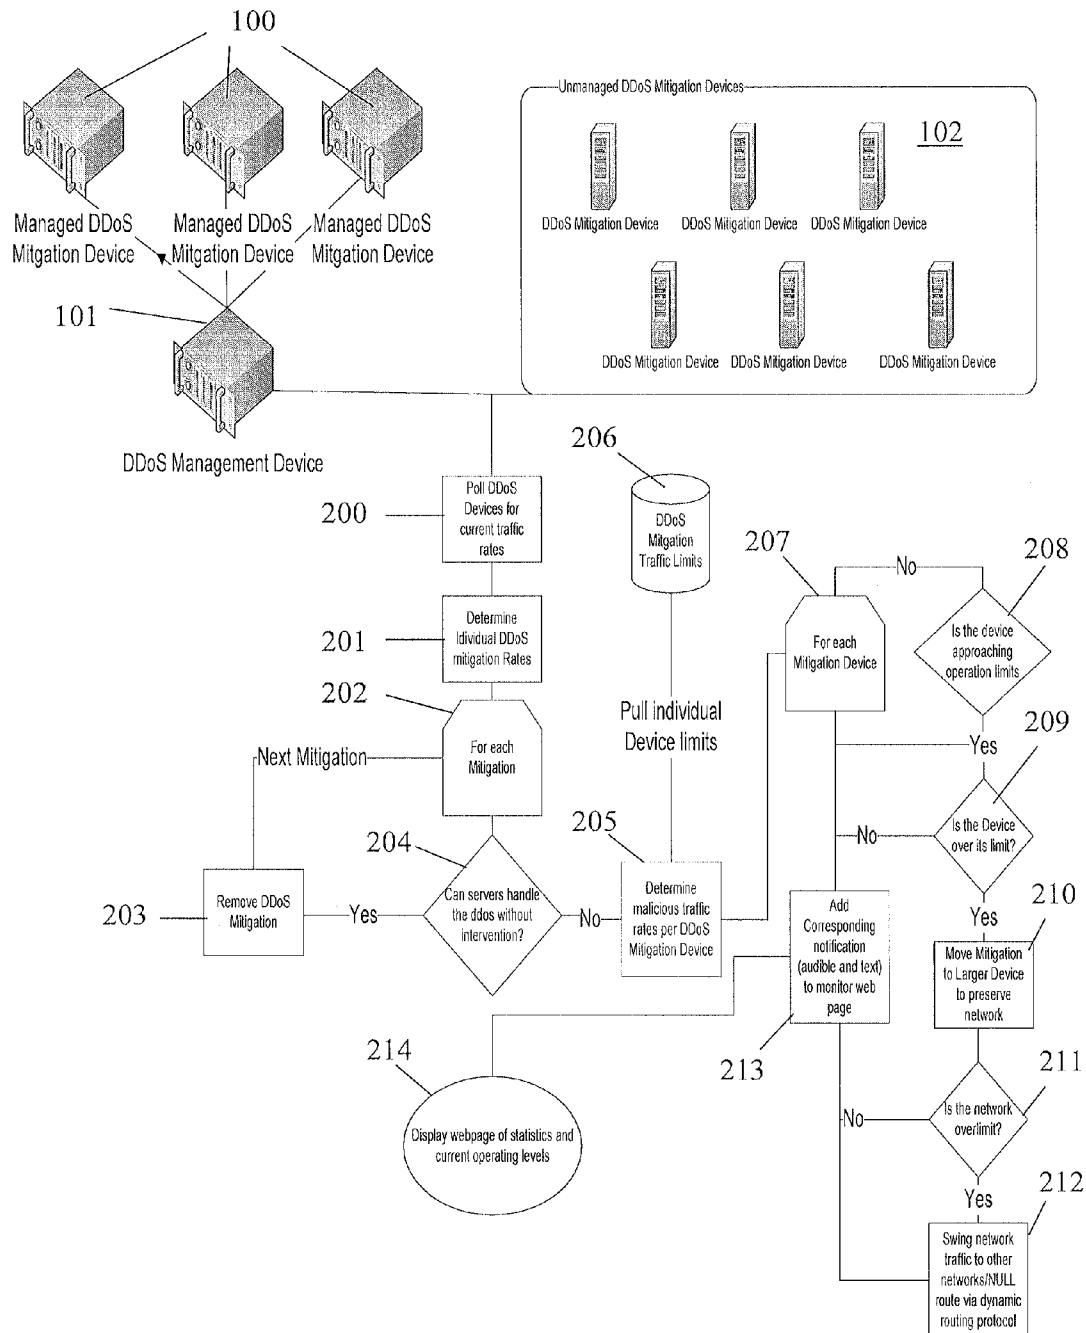 100
Unmanaged DDoS Mitigation Devices
102
DDoS Mitigation Device
DDoS Mitigation Device
DDoS Mitigation Device
Managed DDoS
Mitgation Device
Managed DDoS
Mitgation Device
Managed DDoS
Mitgation Device
101
DDoS Mitigation Device
DDoS Mitigation Device
DDoS Mitigation Device
DDoS Management Device
200
Poll DDoS
Devices for
current traffic
rates
206
DDoS
Mitgation
Traffic Limits
207
For each
Mitigation Device
No
208
Is the device
approaching
operation limits
201
Determine
Idividual DDoS
mitigation Rates
202
For each
Mitigation
Next Mitigation
Pull individual
Device limits
Yes
209
Is the Device
over its limit?
No
203
Remove DDoS
Mitigation
Yes
204
Can servers handle
the ddos without
intervention?
No
205
Determine
malicious traffic
rates per DDoS
Mitigation Device
Yes
210
Move Mitigation
to Larger Device
to preserve
network
Add
Corresponding
notification
(audible and text)
to monitor web
page
213
211
Is the network
overlimit?
No
214
Display webpage of statistics and
current operating levels
Yes
212
Swing network
traffic to other
networks/NULL
route via dynamic
routing protocol